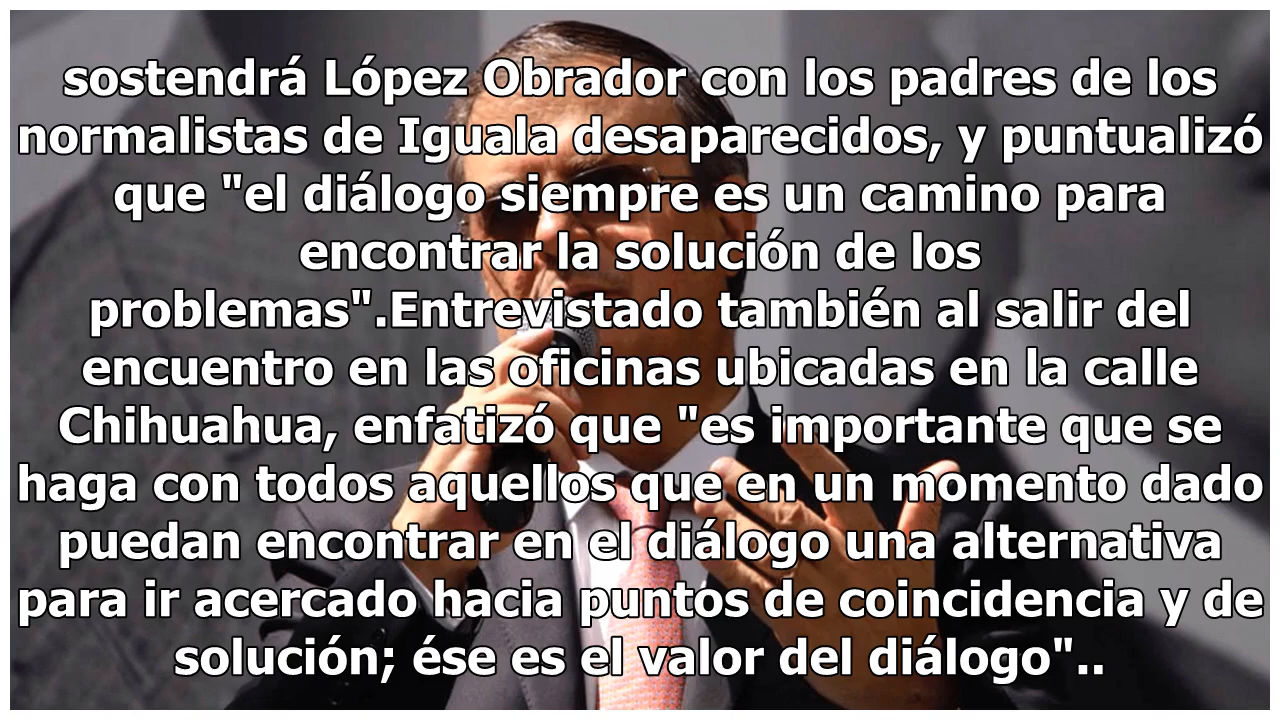 sostendrá López Obrador con los padres de los
normalistas de Iguala desaparecidos, y puntualizó
que "el diálogo siempre es un camino para
encontrar la solución de los
problemas".Entrevistado también al salir del
encuentro en las oficinas ubicadas en la calle
Chihuahua, enfatizó que "es importante que se
haga con todos aquellos que en un momento dado
puedan encontrar en el diálogo una alternativa
para ir acercado hacia puntos de coincidencia y de
solución; ése es el valor del diálogo"..